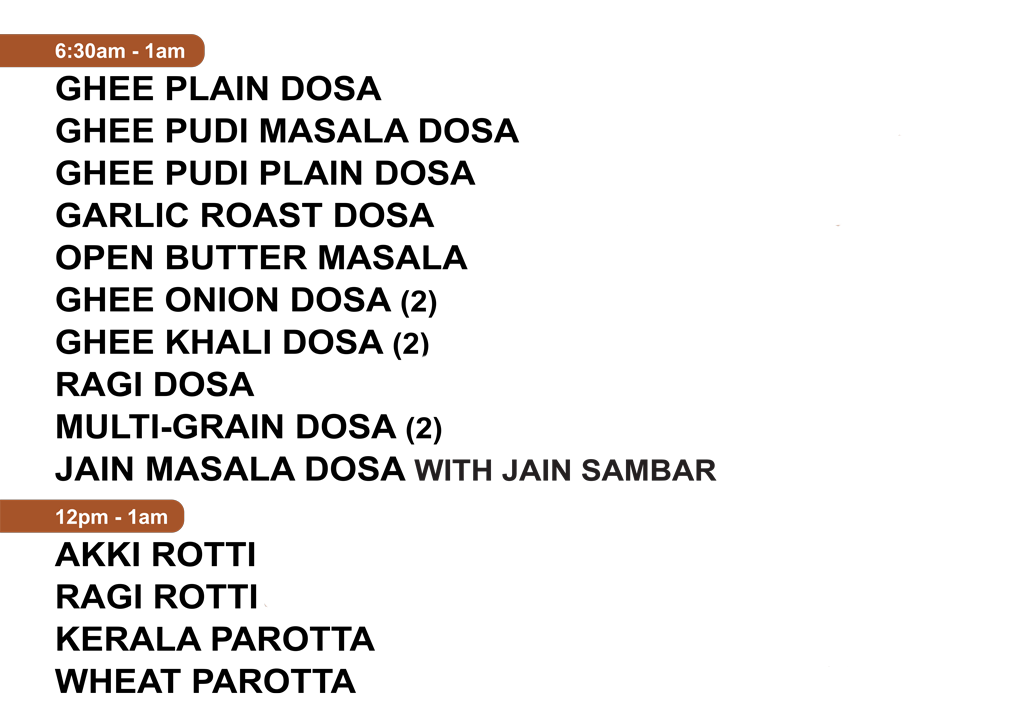 6:30am - 1am
GHEE PLAIN DOSA
GHEE PUDI MASALA DOSA
GHEE PUDI PLAIN DOSA
GARLIC ROAST DOSA
OPEN BUTTER MASALA
GHEE ONION DOSA (2)
GHEE KHALI DOSA (2)
RAGI DOSA
MULTI-GRAIN DOSA (2)
JAIN MASALA DOSA WITH JAIN SAMBAR
12pm - 1am
AKKI ROTTI
RAGI ROTTI
KERALA PAROTTA
WHEAT PAROTTA